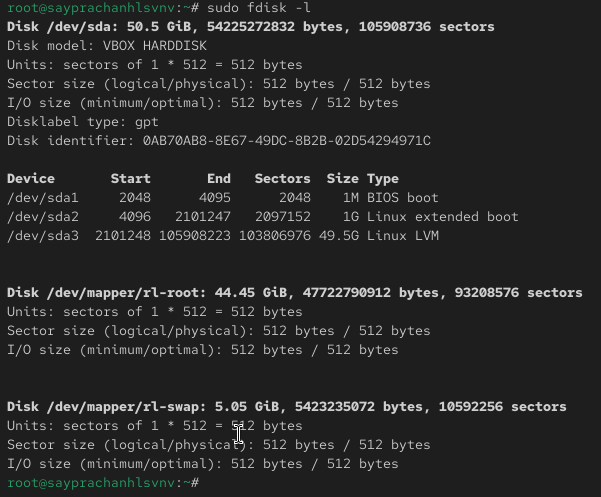 root@sayprachanhlsvnv:~# sudo fdisk -l
Disk /dev/sda: 50.5 GiB, 54225272832 bytes, 105908736 sectors
Disk model: VBOX HARDDISK
Units: sectors of 1 * 512 = 512 bytes
Sector size (logical/physical): 512 bytes / 512 bytes
I/O size (minimum/optimal): 512 bytes / 512 bytes
Disklabel type: gpt
Disk identifier: 0AB70AB8-8E67-49DC-8B2B-02D54294971C
Device       Start       End   Sectors  Size Type
/dev/sda1     2048      4095      2048    1M BIOS boot
/dev/sda2     4096   2101247   2097152    1G Linux extended boot
/dev/sda3  2101248 105908223 103806976 49.5G Linux LVM
Disk /dev/mapper/rl-root: 44.45 GiB, 47722790912 bytes, 93208576 sectors
Units: sectors of 1 * 512 = 512 bytes
Sector size (logical/physical): 512 bytes / 512 bytes
I/O size (minimum/optimal): 512 bytes / 512 bytes
Disk /dev/mapper/rl-swap: 5.05 GiB, 5423235072 bytes, 10592256 sectors
Units: sectors of 1 * 512 = 512 bytes
Sector size (logical/physical): 512 bytes / 512 bytes
I/O size (minimum/optimal): 512 bytes / 512 bytes
root@sayprachanhlsvnv:~#